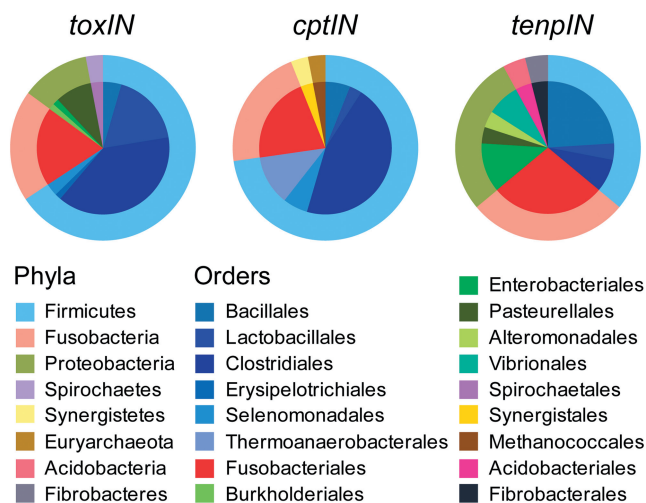 toxIN cptIN tenpIN
Phyla
Firmicutes
Fusobacteria
Proteobacteria
Spirochaetes
Synergistetes
Euryarchaeota
Acidobacteria
Fibrobacteres
Orders
Bacillales
Lactobacillales
Clostridiales
Erysipelotrichiales
Selenomonadales
Thermoanaerobacterales
Fusobacteriales
Burkholderiales
Enterobacteriales
Pasteurellales
Alteromonadales
Vibrionales
Spirochaetales
Synergistales
Methanococcales
Acidobacteriales
Fibrobacterales